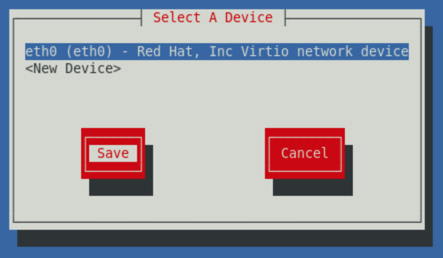 Select A Device
eth0 (eth0) - Red Hat, Inc Virtio network device
<New Device>
Save
Cancel